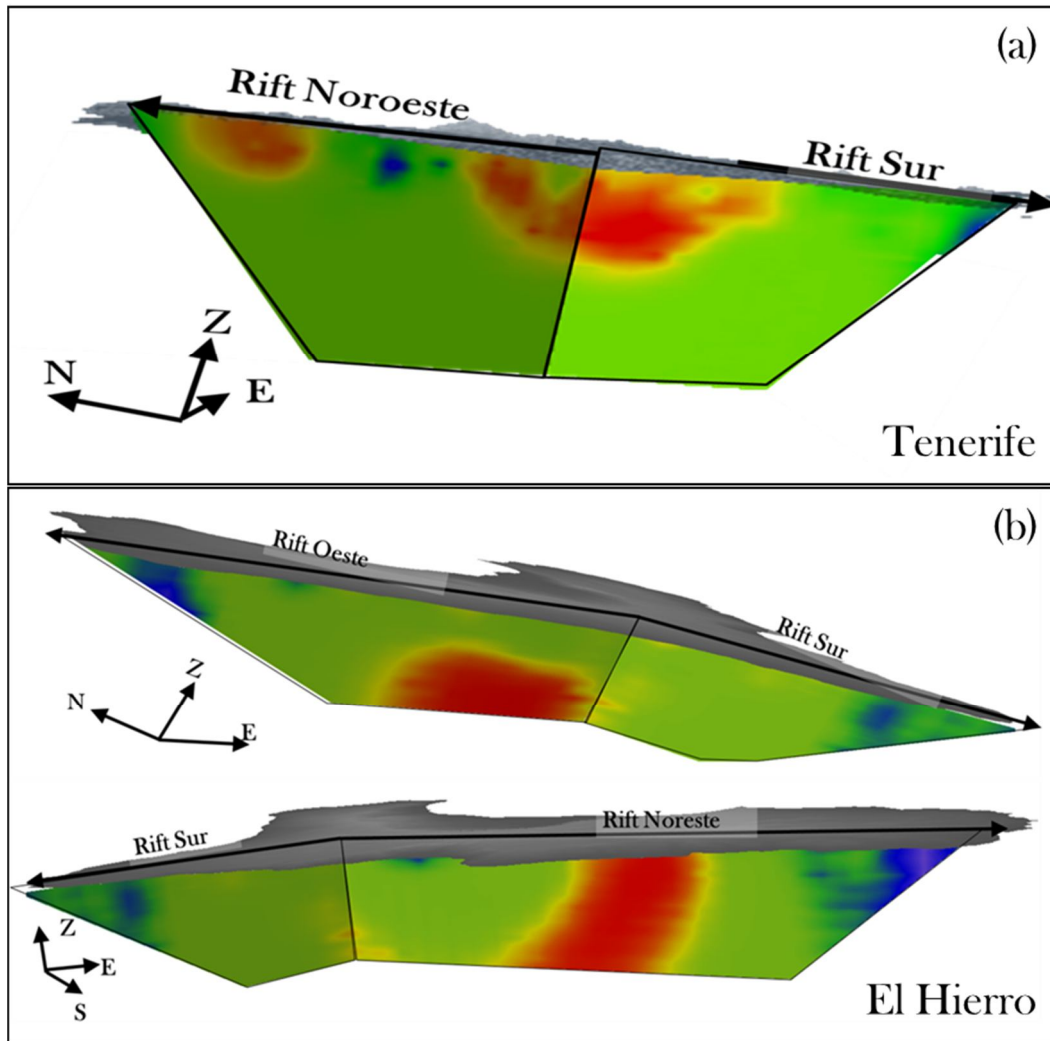 (a)
Rift Noroeste
Rift Sur
Z
N
E
Tenerife
(b)
Rift Oeste
Rift Sur
Z
N
E
Rift Noreste
Rift Sur
Z
E
S
El Hierro